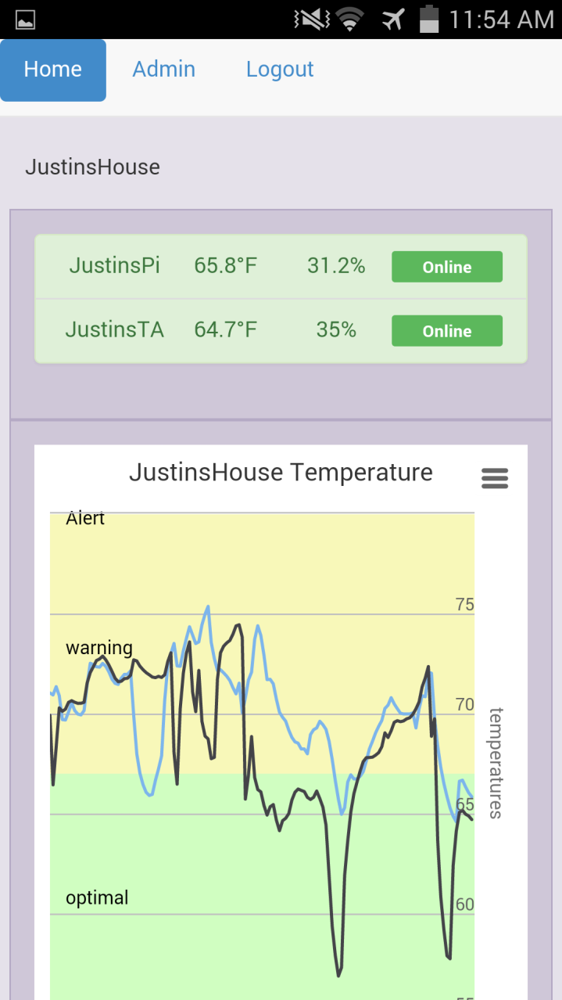 11:54 AM
Home Admin Logout
JustinsHouse
JustinsPi 65.8°F 31.2% Online
JustinsTA 64.7°F 35% Online
JustinsHouse Temperature
Alert
75
warning
70
temperatures
65
optimal
60
55